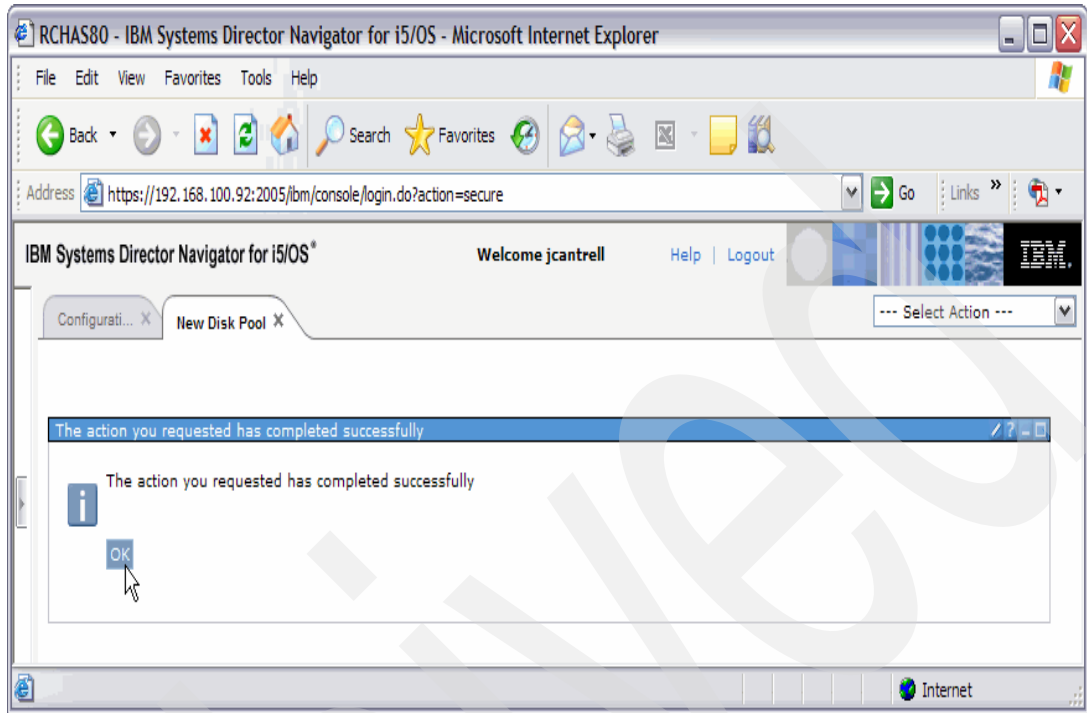 RCHAS80 - IBM Systems Director Navigator for i5/OS - Microsoft Internet Explorer
File Edit View Favorites Tools Help
Back Search Favorites
Address https://192.168.100.92:2005/ibm/console/login.do?action=secure Go Links »
IBM Systems Director Navigator for i5/OS® Welcome jcantrell Help | Logout IBM.
Configurati... X New Disk Pool X --- Select Action ---
The action you requested has completed successfully ?
The action you requested has completed successfully
i
OK
Internet